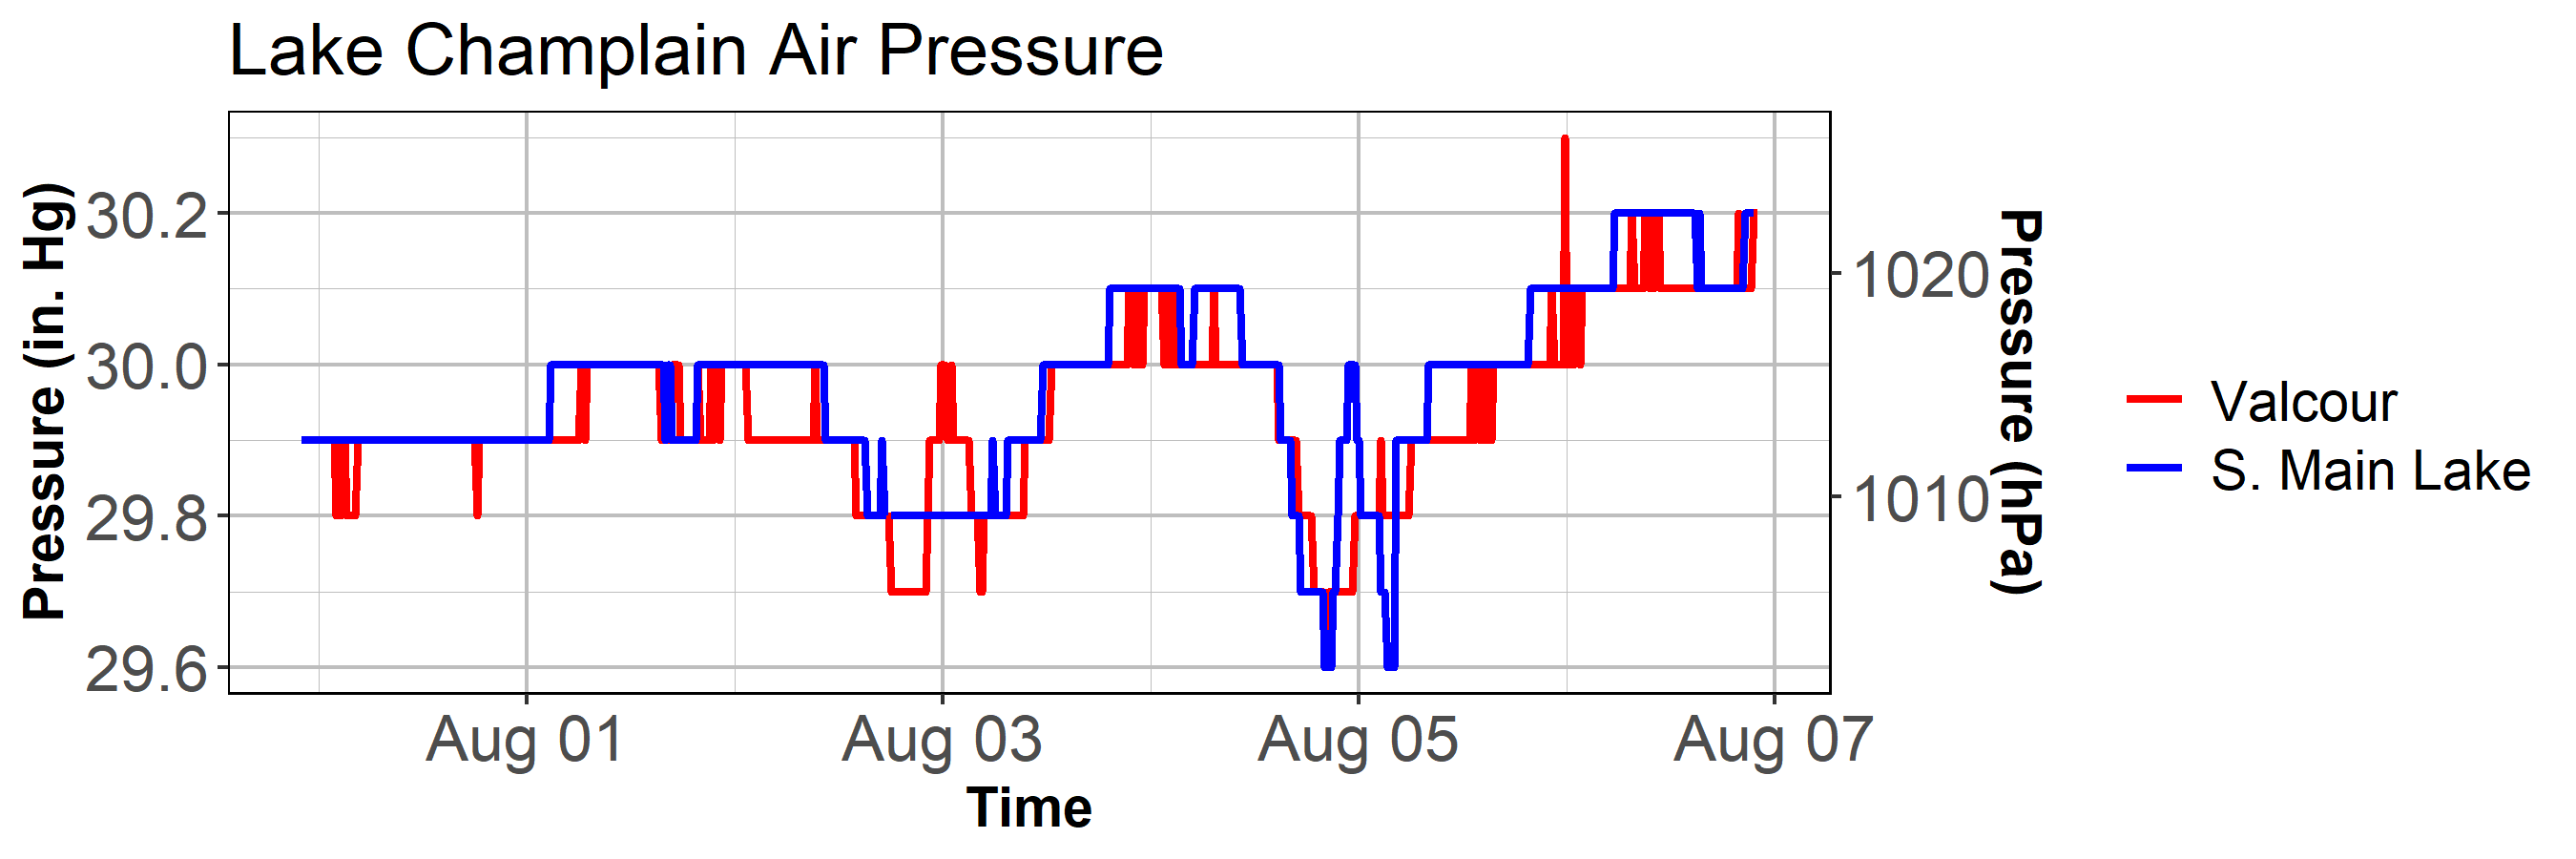 Lake Champlain Air Pressure
Pressure (in. Hg)
30.2
30.0
29.8
29.6
Aug 01
Aug 03
Aug 05
Aug 07
Time
1020
1010
Pressure (hPa)
Valcour
S. Main Lake